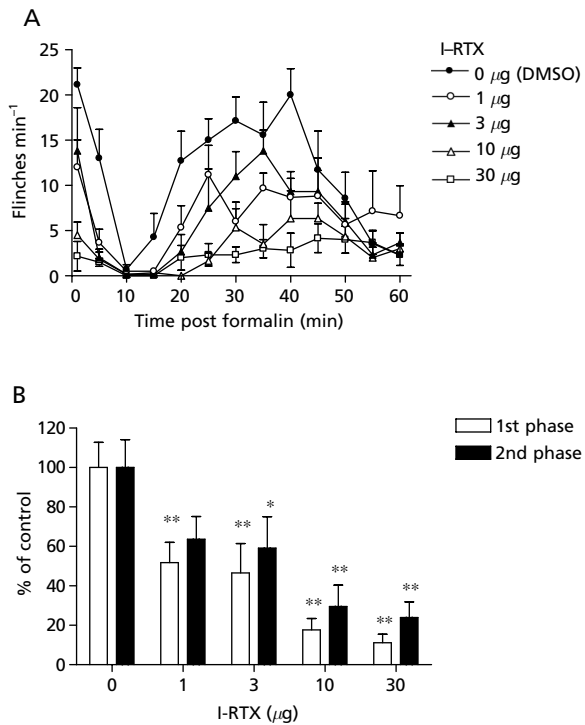 A
25
20
15
10
5
0
Flinches min⁻¹
0 10 20 30 40 50 60
Time post formalin (min)
I–RTX
0 µg (DMSO)
1 µg
3 µg
10 µg
30 µg
B
120
100
80
60
40
20
0
% of control
** ** * ** ** ** **
0 1 3 10 30
I-RTX (µg)
1st phase
2nd phase